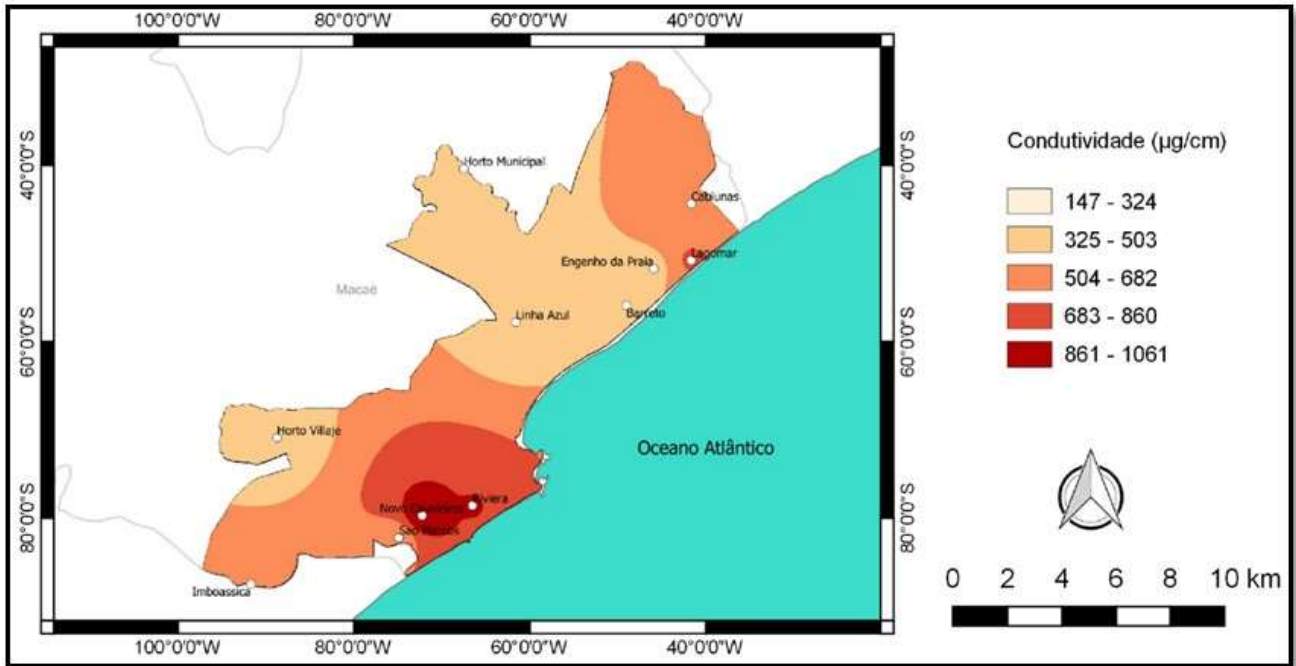 100°0'0"W 80°0'0"W 60°0'0"W 40°0'0"W
40°0'0"S 40°0'0"S
Horto Municipal
Cabiunas
Engenho da Praia
Lagomar
Macaé
Linha Azul
Barreto
60°0'0"S 60°0'0"S
Horto Villaje
Oceano Atlântico
Riviera
Novo
80°0'0"S 80°0'0"S
Imboassica
100°0'0"W 80°0'0"W 60°0'0"W 40°0'0"W
Condutividade (µg/cm)
147 - 324
325 - 503
504 - 682
683 - 860
861 - 1061
0 2 4 6 8 10 km